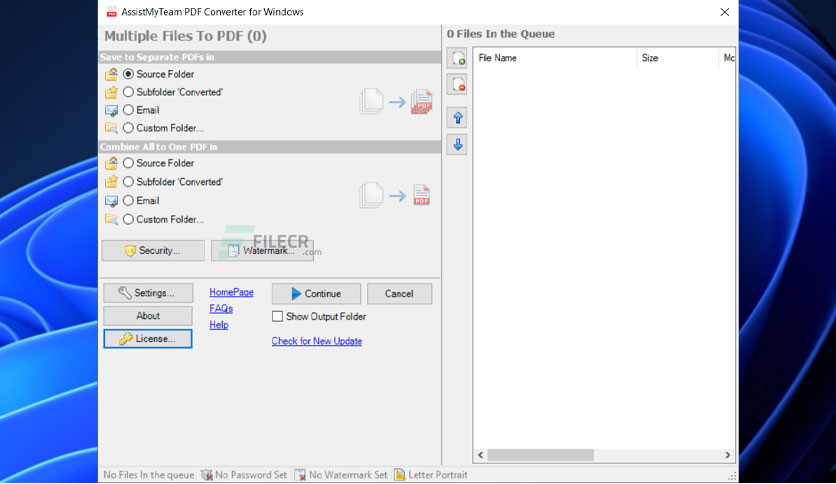 AssistMyTeam PDF Converter for Windows
Multiple Files To PDF (0)
Save to Separate PDFs in
Source Folder
Subfolder 'Converted'
Email
Custom Folder...
PDF
Combine All to One PDF in
Source Folder
Subfolder 'Converted'
Email
Custom Folder...
PDF
FILECR
.com
Security...
Watermark...
Settings...
HomePage
Continue
Cancel
About
FAQs
Show Output Folder
License...
Help
Check for New Update
0 Files In the Queue
File Name Size Mc
No Files In the queue No Password Set No Watermark Set Letter Portrait